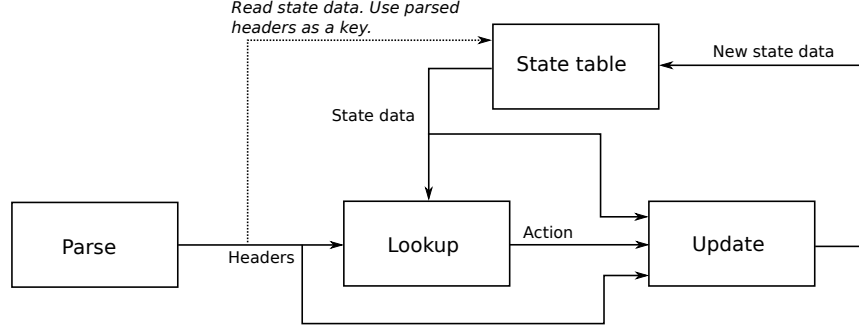 Read state data. Use parsed
headers as a key.
State table
New state data
State data
Parse
Headers
Lookup
Action
Update